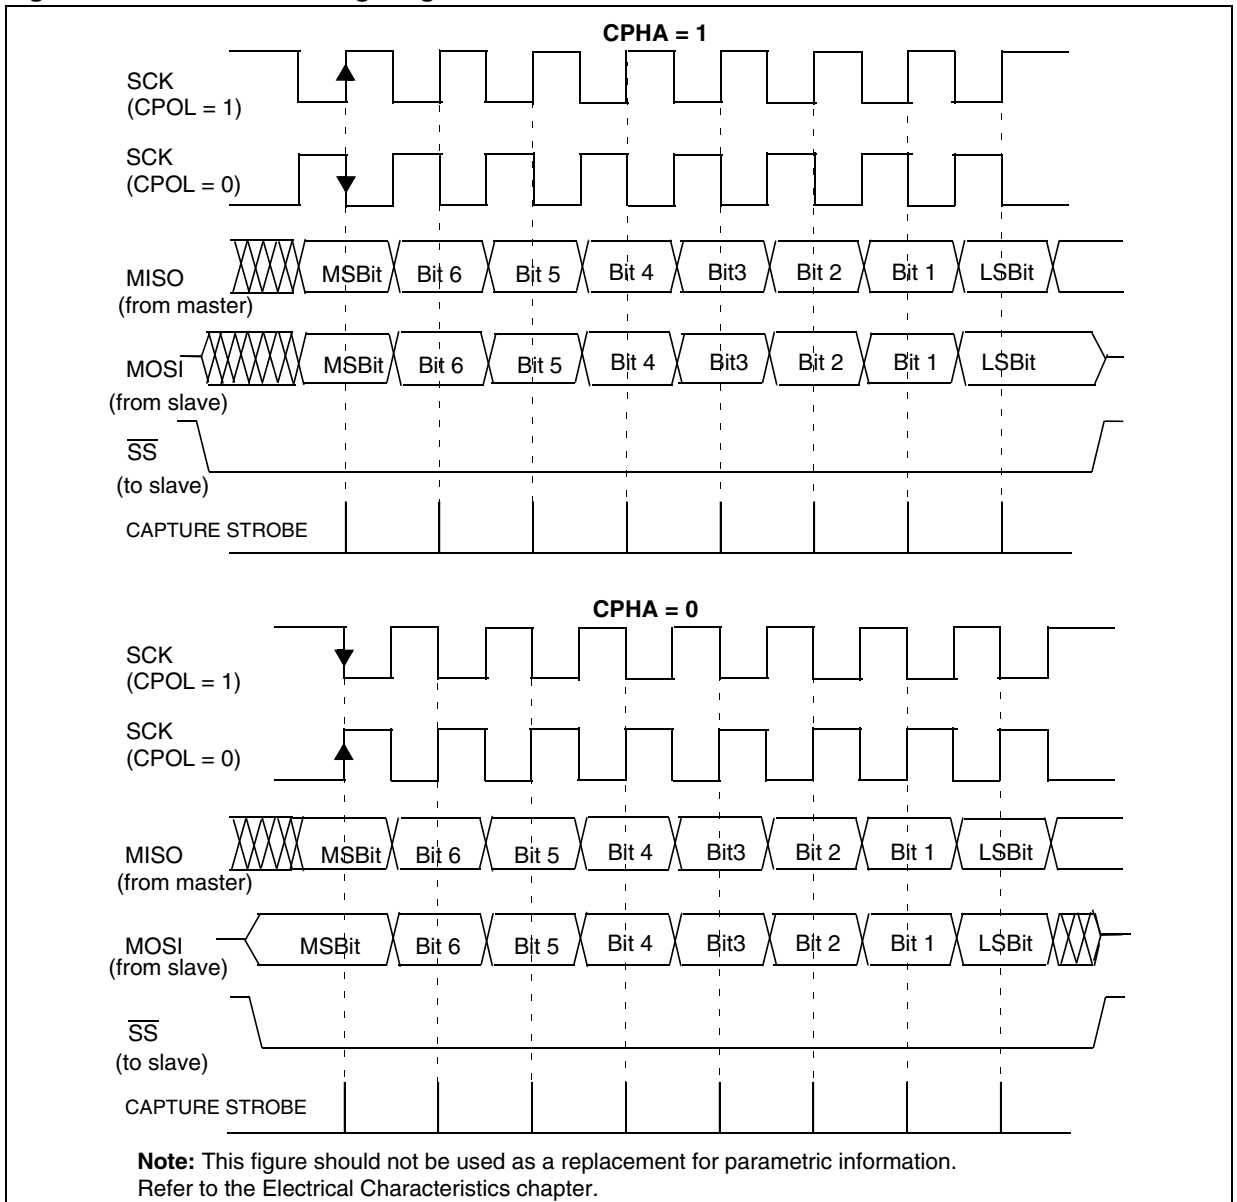 CPHA = 1
SCK
(CPOL = 1)
SCK
(CPOL = 0)
MISO
(from master)
MSBit Bit 6 Bit 5 Bit 4 Bit3 Bit 2 Bit 1 LSBit
MOSI
(from slave)
MSBit Bit 6 Bit 5 Bit 4 Bit3 Bit 2 Bit 1 LSBit
SS
(to slave)
CAPTURE STROBE
CPHA = 0
SCK
(CPOL = 1)
SCK
(CPOL = 0)
MISO
(from master)
MSBit Bit 6 Bit 5 Bit 4 Bit3 Bit 2 Bit 1 LSBit
MOSI
(from slave)
MSBit Bit 6 Bit 5 Bit 4 Bit3 Bit 2 Bit 1 LSBit
SS
(to slave)
CAPTURE STROBE
Note: This figure should not be used as a replacement for parametric information.
Refer to the Electrical Characteristics chapter.